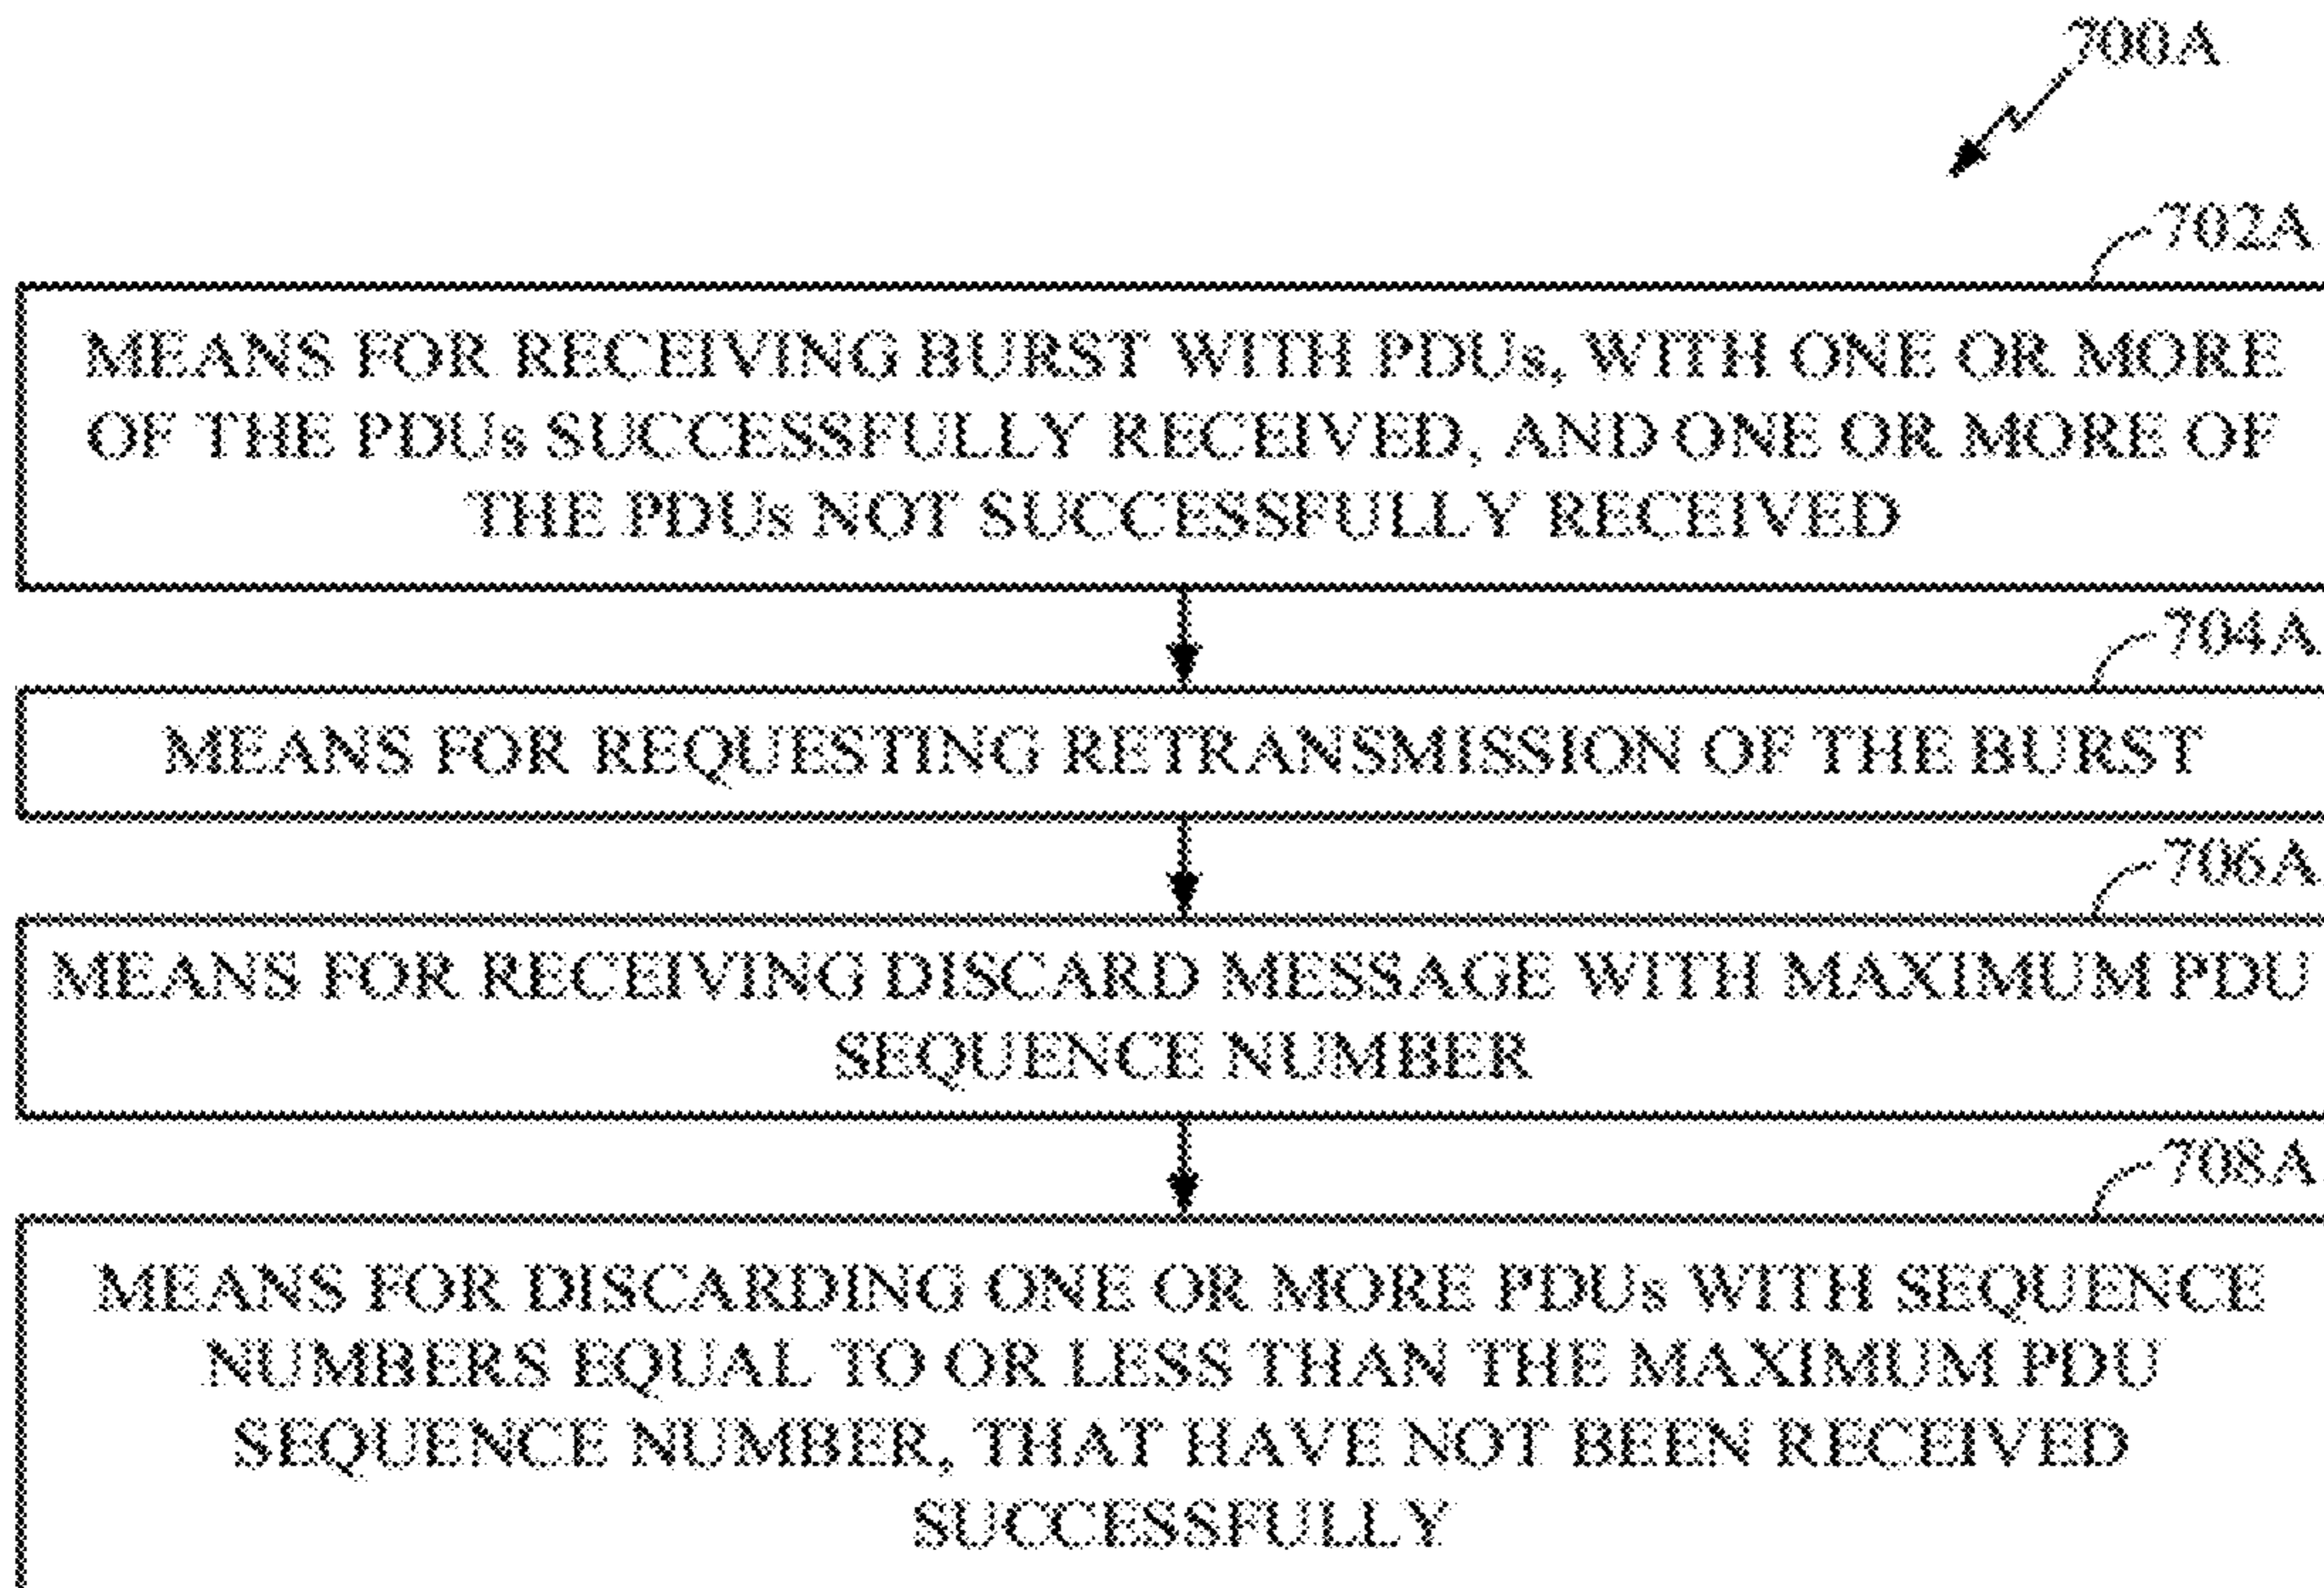 700A
702A
MEANS FOR RECEIVING BURST WITH PDUs, WITH ONE OR MORE
OF THE PDUs SUCCESSFULLY RECEIVED, AND ONE OR MORE OF
THE PDUs NOT SUCCESSFULLY RECEIVED
704A
MEANS FOR REQUESTING RETRANSMISSION OF THE BURST
706A
MEANS FOR RECEIVING DISCARD MESSAGE WITH MAXIMUM PDU
SEQUENCE NUMBER
708A
MEANS FOR DISCARDING ONE OR MORE PDUs WITH SEQUENCE
NUMBERS EQUAL TO OR LESS THAN THE MAXIMUM PDU
SEQUENCE NUMBER, THAT HAVE NOT BEEN RECEIVED
SUCCESSFULLY